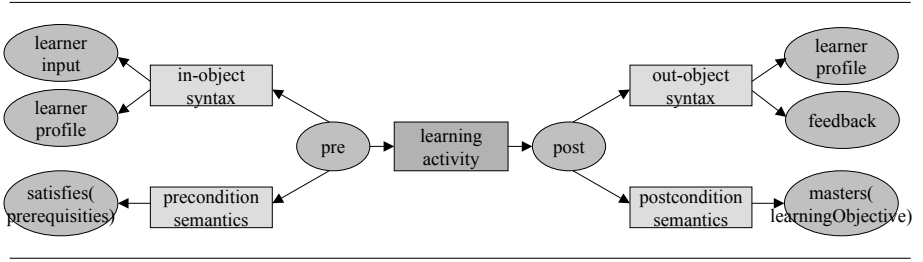 learner
input
learner
profile
in-object
syntax
satisfies(
prerequisities)
precondition
semantics
pre
learning
activity
post
out-object
syntax
learner
profile
feedback
postcondition
semantics
masters(
learningObjective)